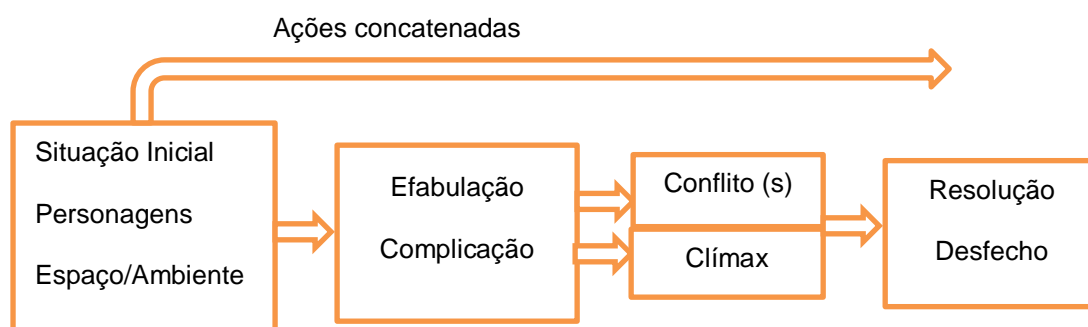 Ações concatenadas
Situação Inicial
Personagens
Espaço/Ambiente
Efabulação
Complicação
Conflito (s)
Clímax
Resolução
Desfecho